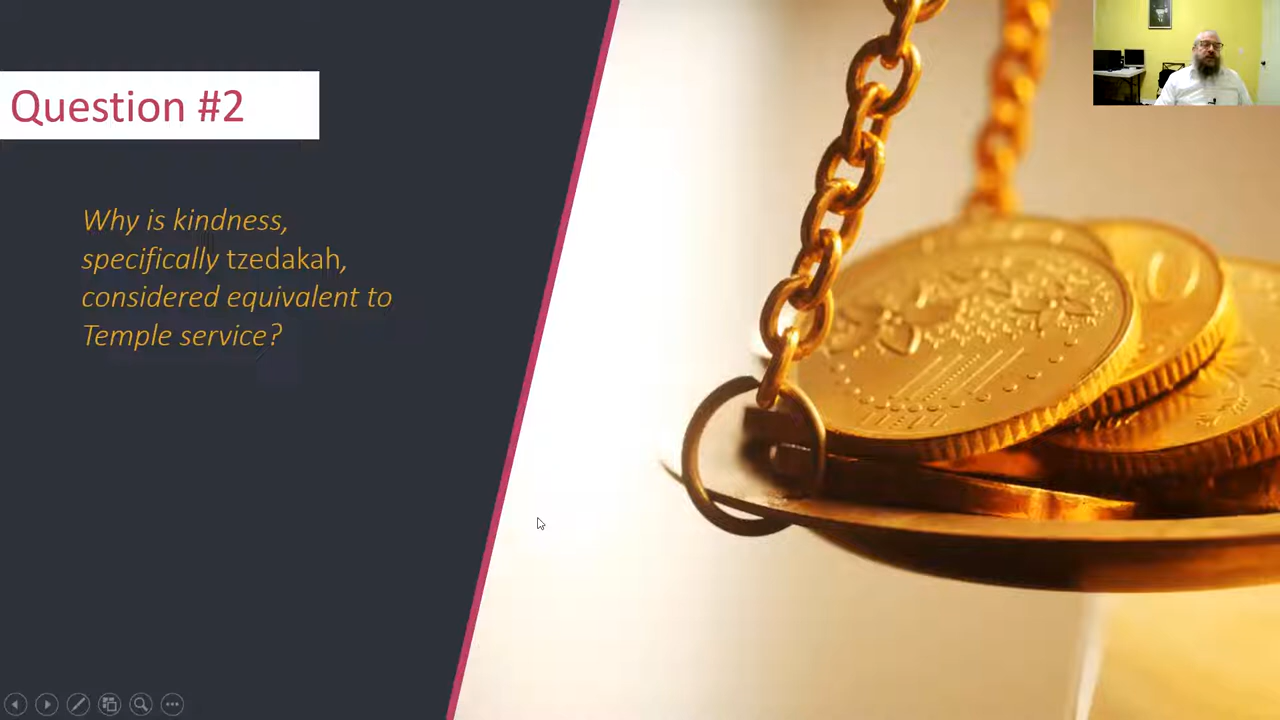 Question #2
Why is kindness,
specifically tzedakah,
considered equivalent to
Temple service?